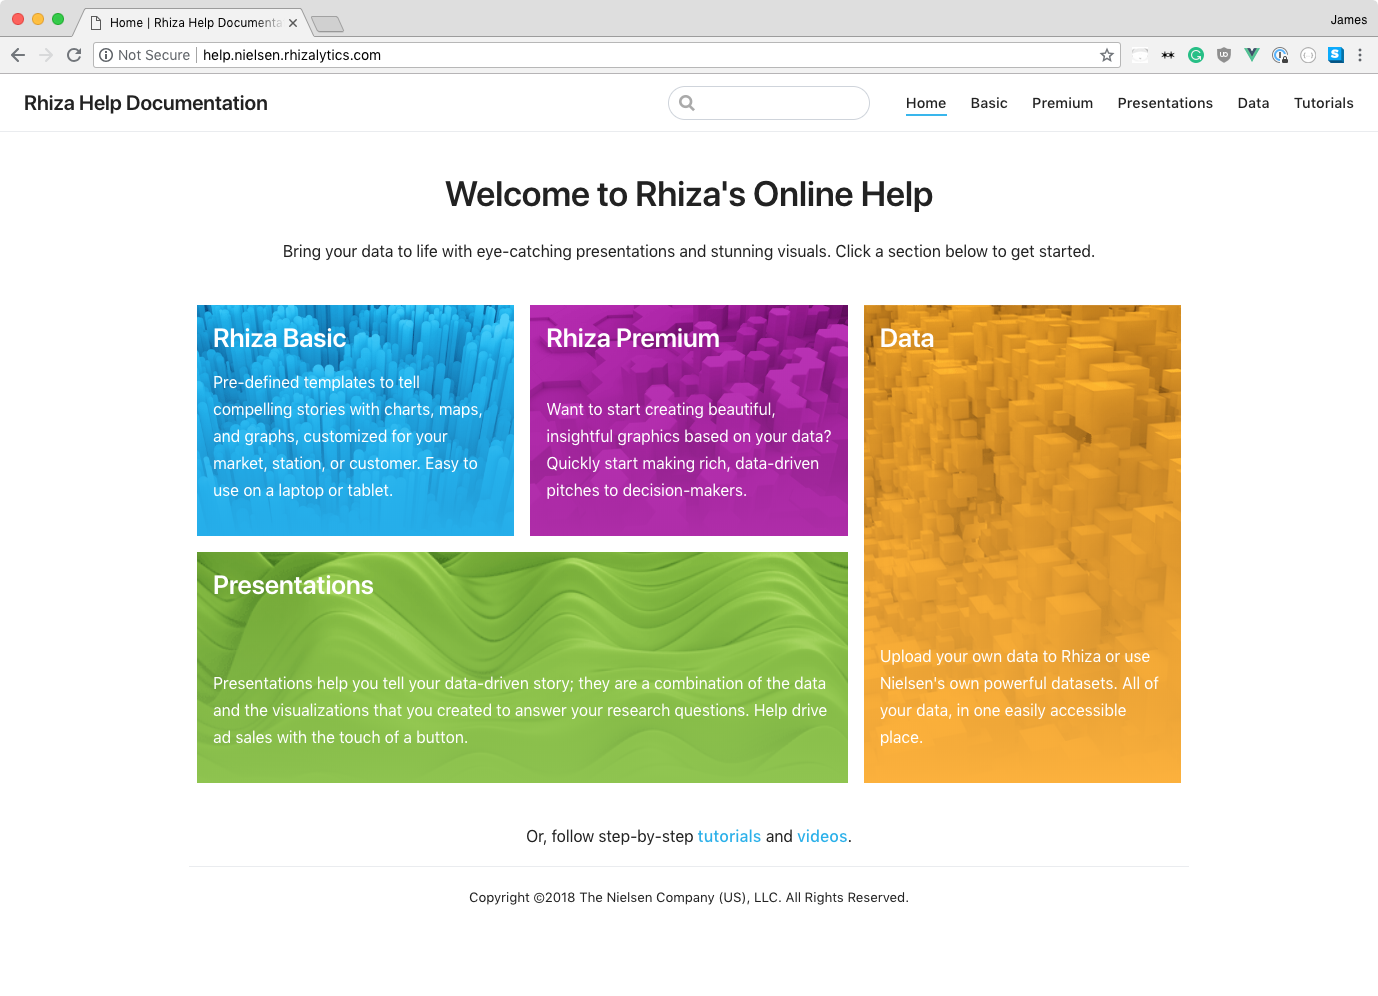 Home | Rhiza Help Documenta
James
Not Secure | help.nielsen.rhizalytics.com
Rhiza Help Documentation
Home Basic Premium Presentations Data Tutorials
Welcome to Rhiza's Online Help
Bring your data to life with eye-catching presentations and stunning visuals. Click a section below to get started.
Rhiza Basic
Pre-defined templates to tell
compelling stories with charts, maps,
and graphs, customized for your
market, station, or customer. Easy to
use on a laptop or tablet.
Rhiza Premium
Want to start creating beautiful,
insightful graphics based on your data?
Quickly start making rich, data-driven
pitches to decision-makers.
Data
Upload your own data to Rhiza or use
Nielsen's own powerful datasets. All of
your data, in one easily accessible
place.
Presentations
Presentations help you tell your data-driven story; they are a combination of the data
and the visualizations that you created to answer your research questions. Help drive
ad sales with the touch of a button.
Or, follow step-by-step tutorials and videos.
Copyright ©2018 The Nielsen Company (US), LLC. All Rights Reserved.